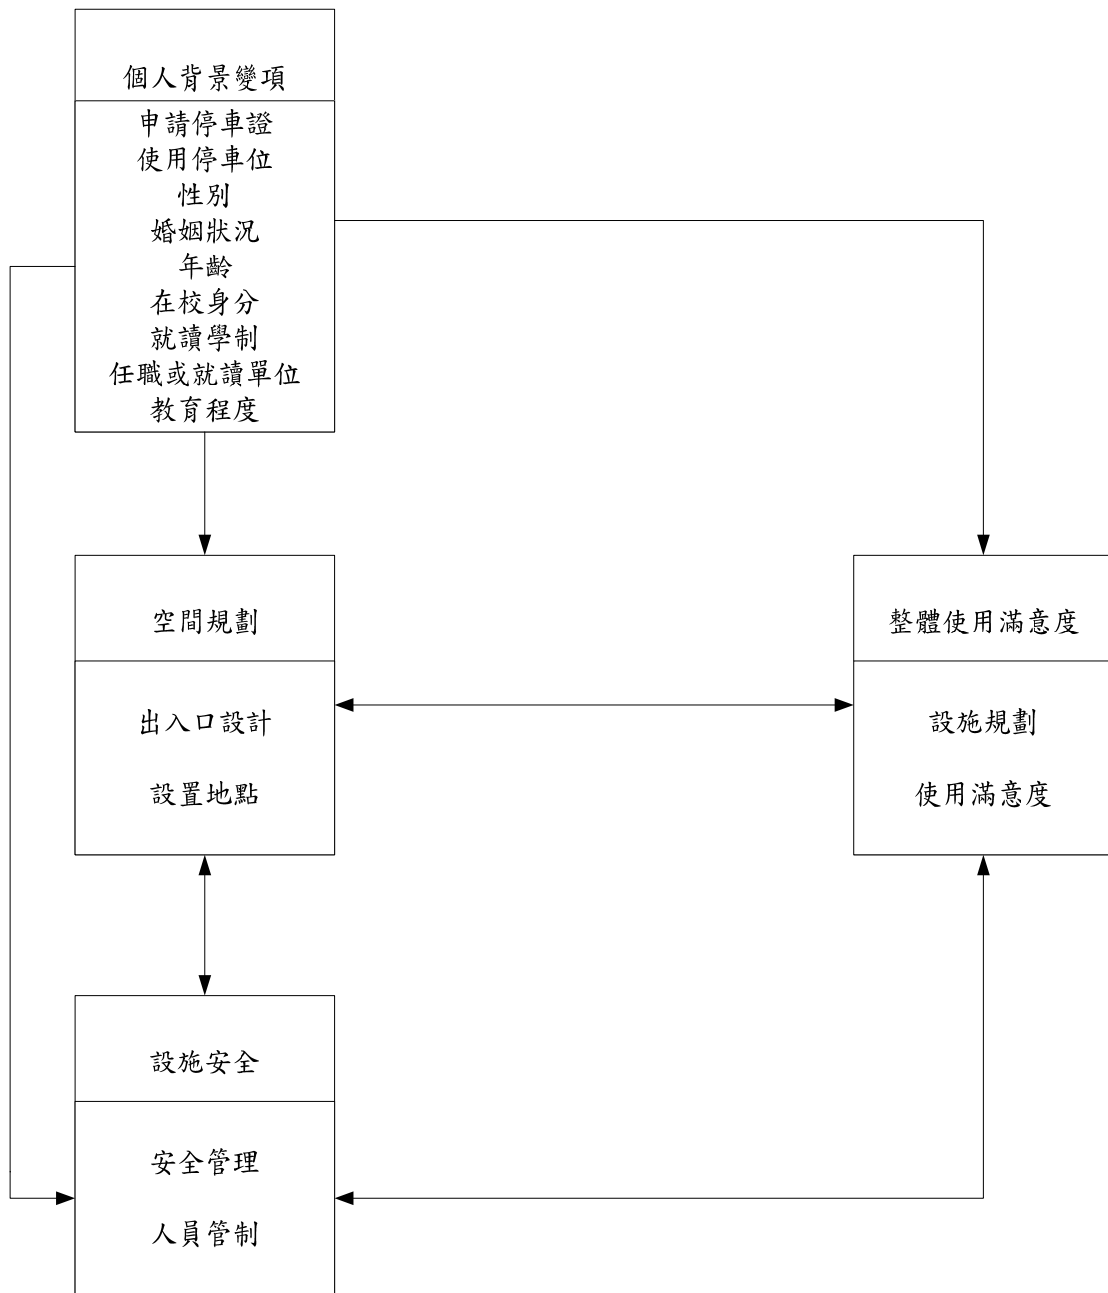 個人背景變項
申請停車證
使用停車位
性別
婚姻狀況
年齡
在校身分
就讀學制
任職或就讀單位
教育程度
空間規劃
出入口設計
設置地點
整體使用滿意度
設施規劃
使用滿意度
設施安全
安全管理
人員管制